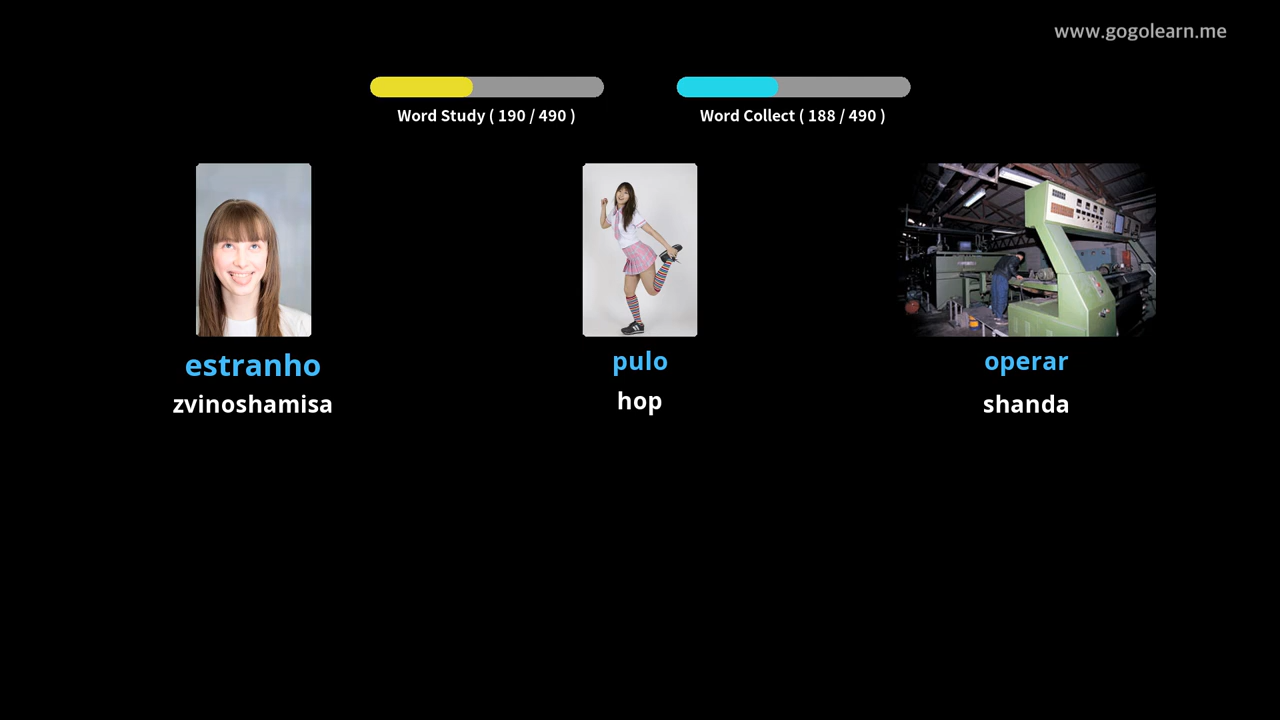 www.gogolearn.me
Word Study ( 190 / 490 )
Word Collect ( 188 / 490 )
estranho
zvinoshamisa
pulo
hop
operar
shanda